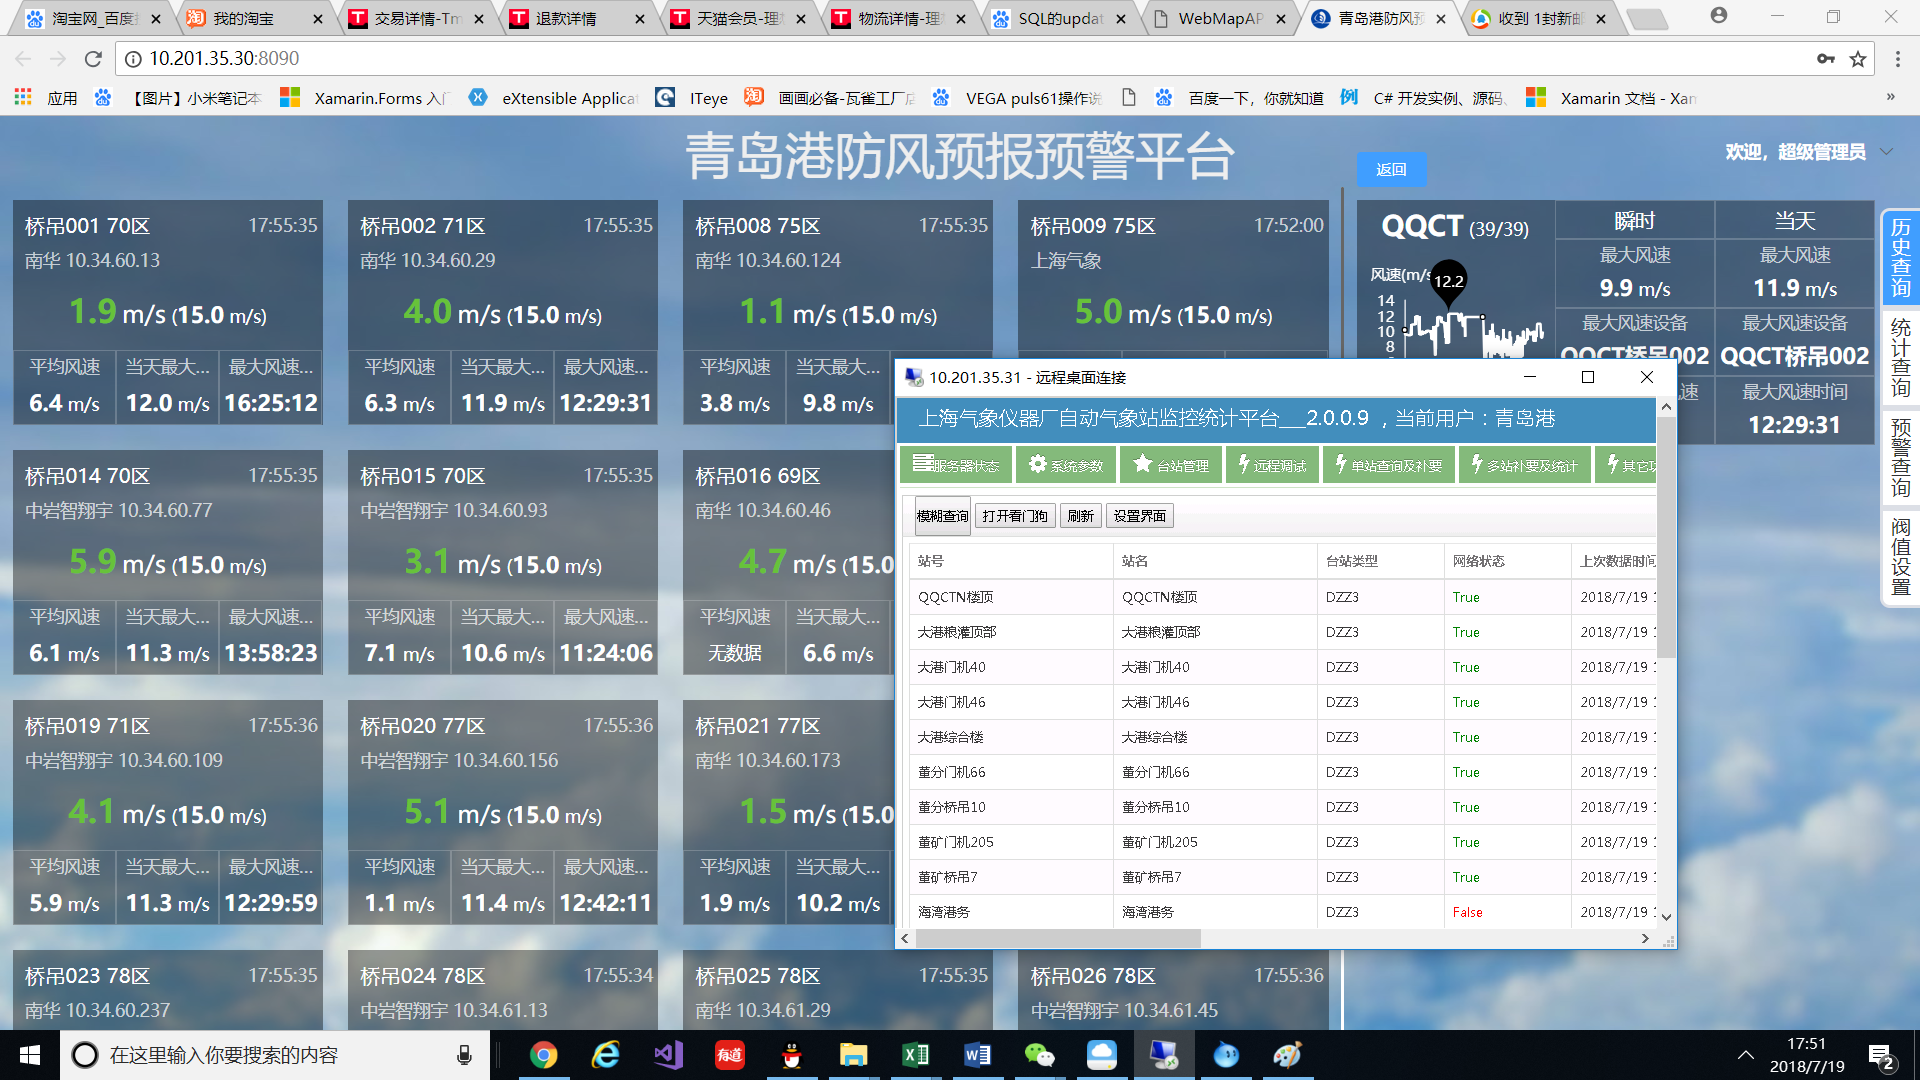 淘宝网_百度
我的淘宝
交易详情-Tm
退款详情
天猫会员-理
物流详情-理
SQL的updat
WebMapAP
青岛港防风预
收到 1封新邮
10.201.35.30:8090
应用
【图片】小米笔记本
Xamarin.Forms 入门
eXtensible Applicat
ITeye
画画必备-瓦雀工厂店
VEGA puls61操作说
百度一下，你就知道
C# 开发实例、源码、
Xamarin 文档 - Xam
»
青岛港防风预报预警平台
返回
欢迎，超级管理员
桥吊001 70区 17:55:35
南华 10.34.60.13
1.9 m/s (15.0 m/s)
平均风速 当天最大... 最大风速...
6.4 m/s 12.0 m/s 16:25:12
桥吊002 71区 17:55:35
南华 10.34.60.29
4.0 m/s (15.0 m/s)
平均风速 当天最大... 最大风速...
6.3 m/s 11.9 m/s 12:29:31
桥吊008 75区 17:55:35
南华 10.34.60.124
1.1 m/s (15.0 m/s)
平均风速 当天最大...
3.8 m/s 9.8 m/s
桥吊009 75区 17:52:00
上海气象
5.0 m/s (15.0 m/s)
QQCT (39/39)
风速(m/s
12.2
14
12
10
8
瞬时 当天
最大风速 最大风速
9.9 m/s 11.9 m/s
最大风速设备 最大风速设备
QQCT桥吊002 QQCT桥吊002
速 最大风速时间
12:29:31
历史查询
统计查询
预警查询
阀值设置
桥吊014 70区 17:55:35
中岩智翔宇 10.34.60.77
5.9 m/s (15.0 m/s)
平均风速 当天最大... 最大风速...
6.1 m/s 11.3 m/s 13:58:23
桥吊015 70区 17:55:35
中岩智翔宇 10.34.60.93
3.1 m/s (15.0 m/s)
平均风速 当天最大... 最大风速...
7.1 m/s 10.6 m/s 11:24:06
桥吊016 69区
南华 10.34.60.46
4.7 m/s (15.0
平均风速 当天最大...
无数据 6.6 m/s
桥吊019 71区 17:55:36
中岩智翔宇 10.34.60.109
4.1 m/s (15.0 m/s)
平均风速 当天最大... 最大风速...
5.9 m/s 11.3 m/s 12:29:59
桥吊020 77区 17:55:36
中岩智翔宇 10.34.60.156
5.1 m/s (15.0 m/s)
平均风速 当天最大... 最大风速...
1.1 m/s 11.4 m/s 12:42:11
桥吊021 77区
南华 10.34.60.173
1.5 m/s (15.0
平均风速 当天最大...
1.9 m/s 10.2 m/s
桥吊023 78区 17:55:35
南华 10.34.60.237
桥吊024 78区 17:55:34
中岩智翔宇 10.34.61.13
桥吊025 78区 17:55:35
南华 10.34.61.29
桥吊026 78区 17:55:36
中岩智翔宇 10.34.61.45
10.201.35.31 - 远程桌面连接
上海气象仪器厂自动气象站监控统计平台___2.0.0.9 ，当前用户：青岛港
服务器状态 系统参数 台站管理 远程调试 单站查询及补要 多站补要及统计 其它
模糊查询 打开看门狗 刷新 设置界面
站号 站名 台站类型 网络状态 上次数据时间
QQCTN楼顶 QQCTN楼顶 DZZ3 True 2018/7/19 1
大港粮灌顶部 大港粮灌顶部 DZZ3 True 2018/7/19 1
大港门机40 大港门机40 DZZ3 True 2018/7/19 1
大港门机46 大港门机46 DZZ3 True 2018/7/19 1
大港综合楼 大港综合楼 DZZ3 True 2018/7/19 1
董分门机66 董分门机66 DZZ3 True 2018/7/19 1
董分桥吊10 董分桥吊10 DZZ3 True 2018/7/19 1
董矿门机205 董矿门机205 DZZ3 True 2018/7/19 1
董矿桥吊7 董矿桥吊7 DZZ3 True 2018/7/19 1
海湾港务 海湾港务 DZZ3 False 2018/7/19 1
在这里输入你要搜索的内容
有道
17:51
2018/7/19
2